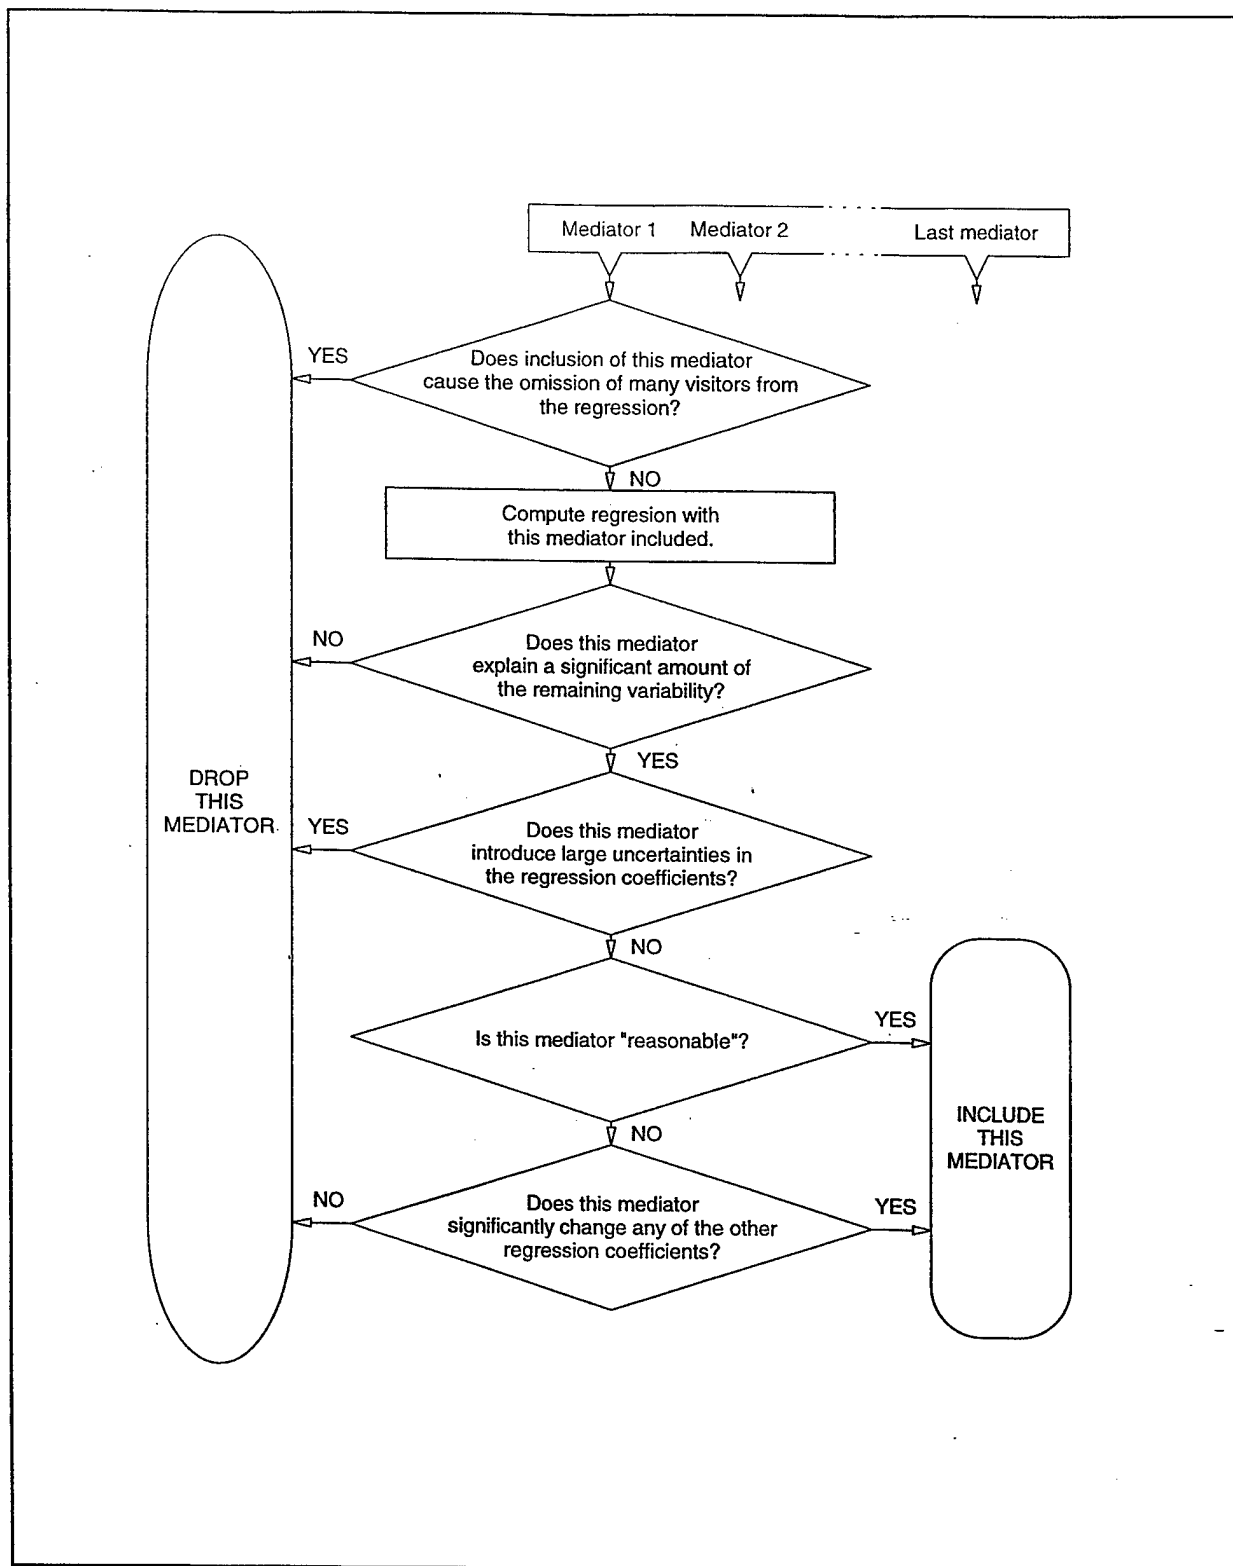 Mediator 1 Mediator 2 Last mediator
Does inclusion of this mediator
cause the omission of many visitors from
the regression?
YES
NO
Compute regresion with
this mediator included.
Does this mediator
explain a significant amount of
the remaining variability?
NO
YES
Does this mediator
introduce large uncertainties in
the regression coefficients?
YES
NO
Is this mediator "reasonable"?
YES
NO
Does this mediator
significantly change any of the other
regression coefficients?
NO
YES
DROP
THIS
MEDIATOR
INCLUDE
THIS
MEDIATOR